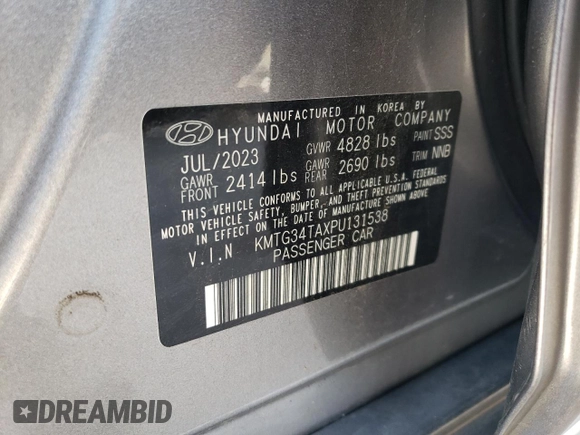 MANUFACTURED IN KOREA BY
HYUNDAI MOTOR COMPANY
JUL/2023 GVWR 4828 lbs PAINT SSS
GAWR FRONT 2414 lbs GAWR REAR 2690 lbs TRIM NNB
THIS VEHICLE CONFORMS TO ALL APPLICABLE U.S.A. FEDERAL
MOTOR VEHICLE SAFETY, BUMPER, AND THEFT PREVENTION STANDARDS
IN EFFECT ON THE DATE OF MANUFACTURE SHOWN ABOVE
V.I.N KMTG34TAXPU131538
PASSENGER CAR
DREAMBID